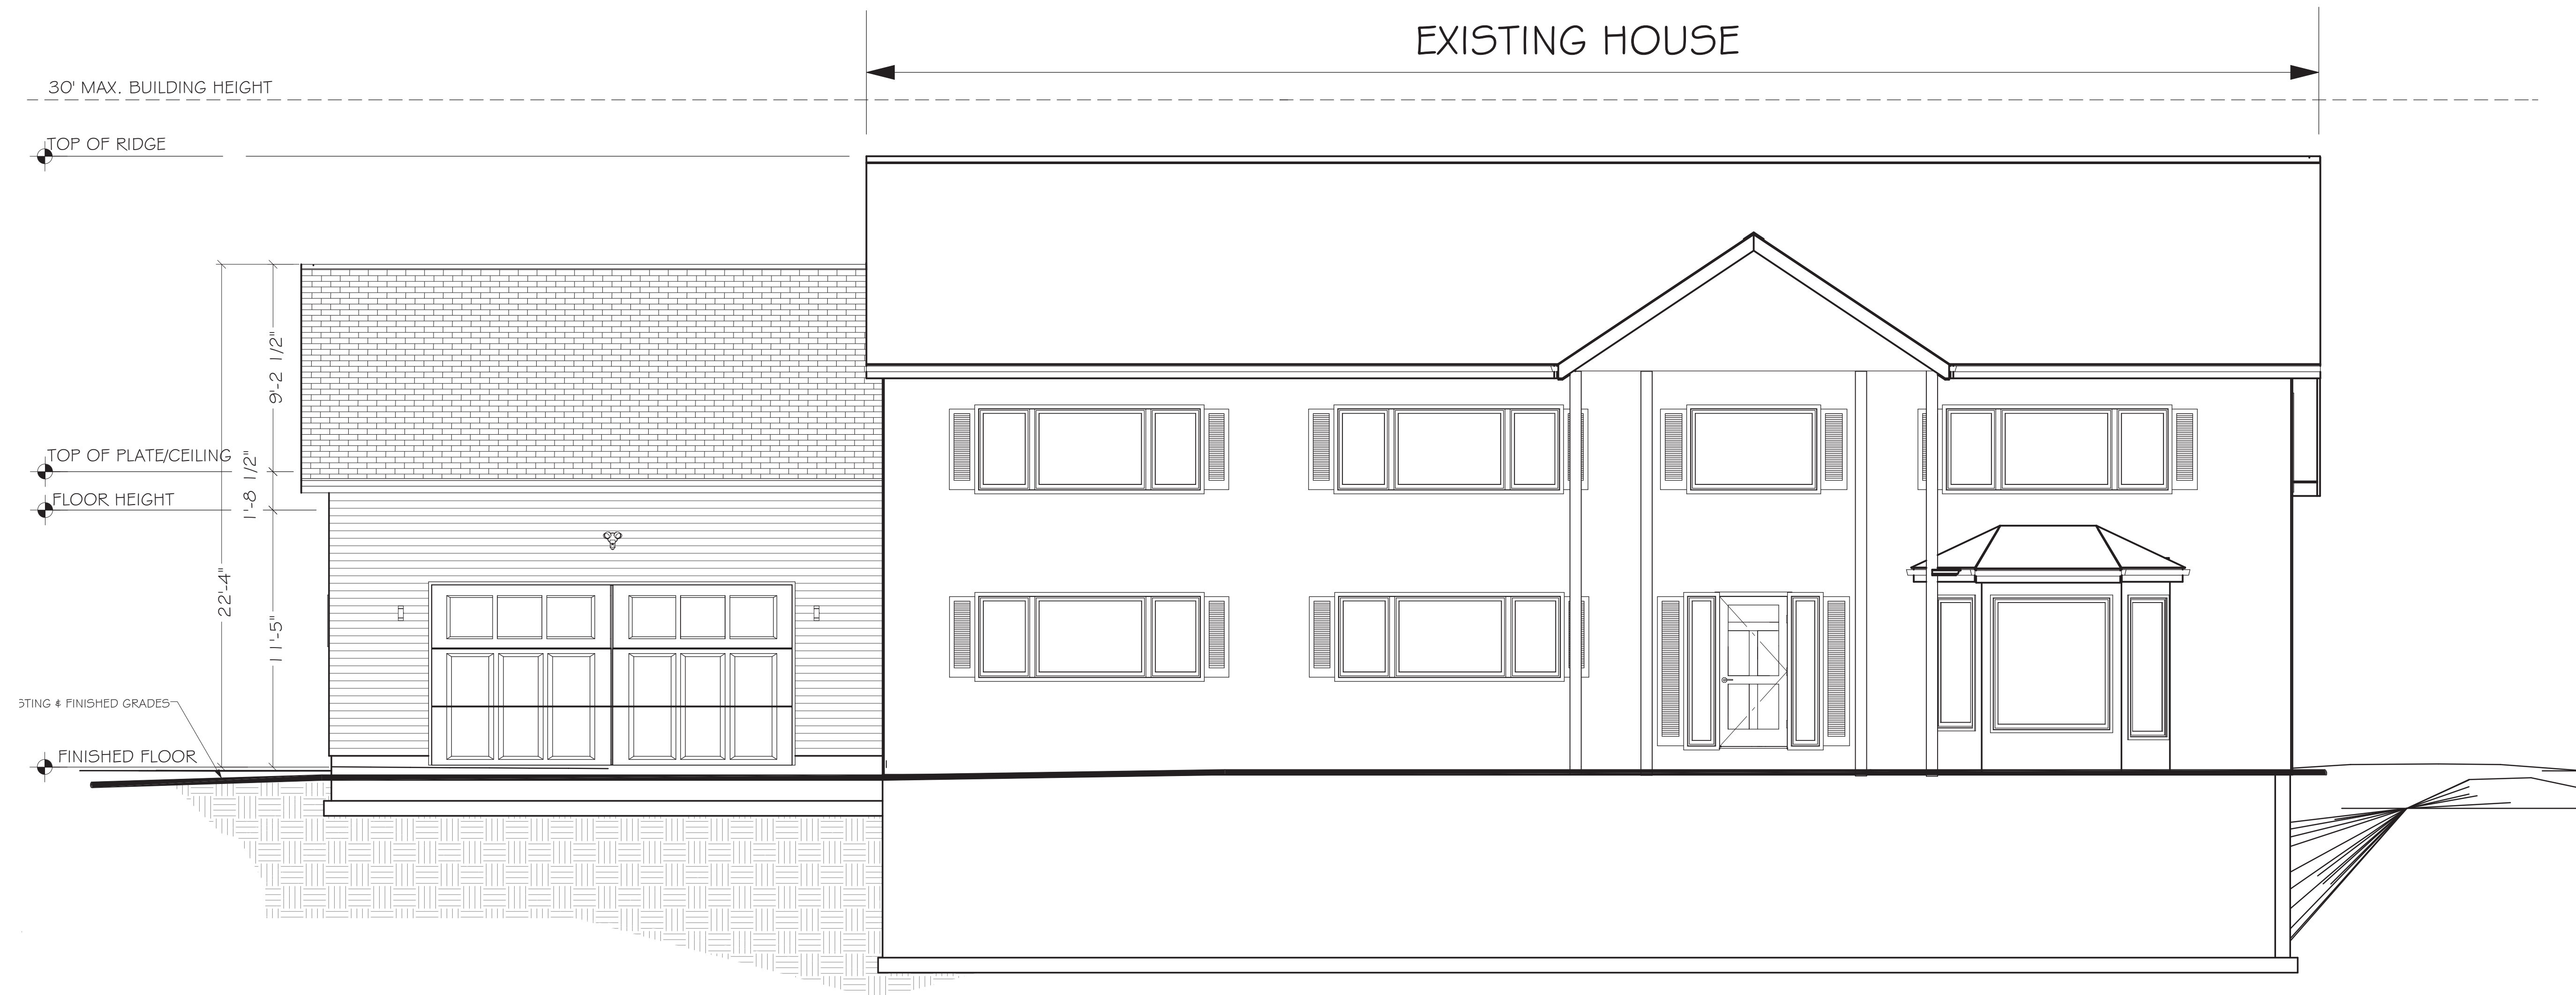 EXISTING HOUSE
30' MAX. BUILDING HEIGHT
TOP OF RIDGE
9'-2 1/2"
TOP OF PLATE/CEILING
1'-8 1/2"
FLOOR HEIGHT
22'-4"
11'-5"
& FINISHED GRADES
FINISHED FLOOR